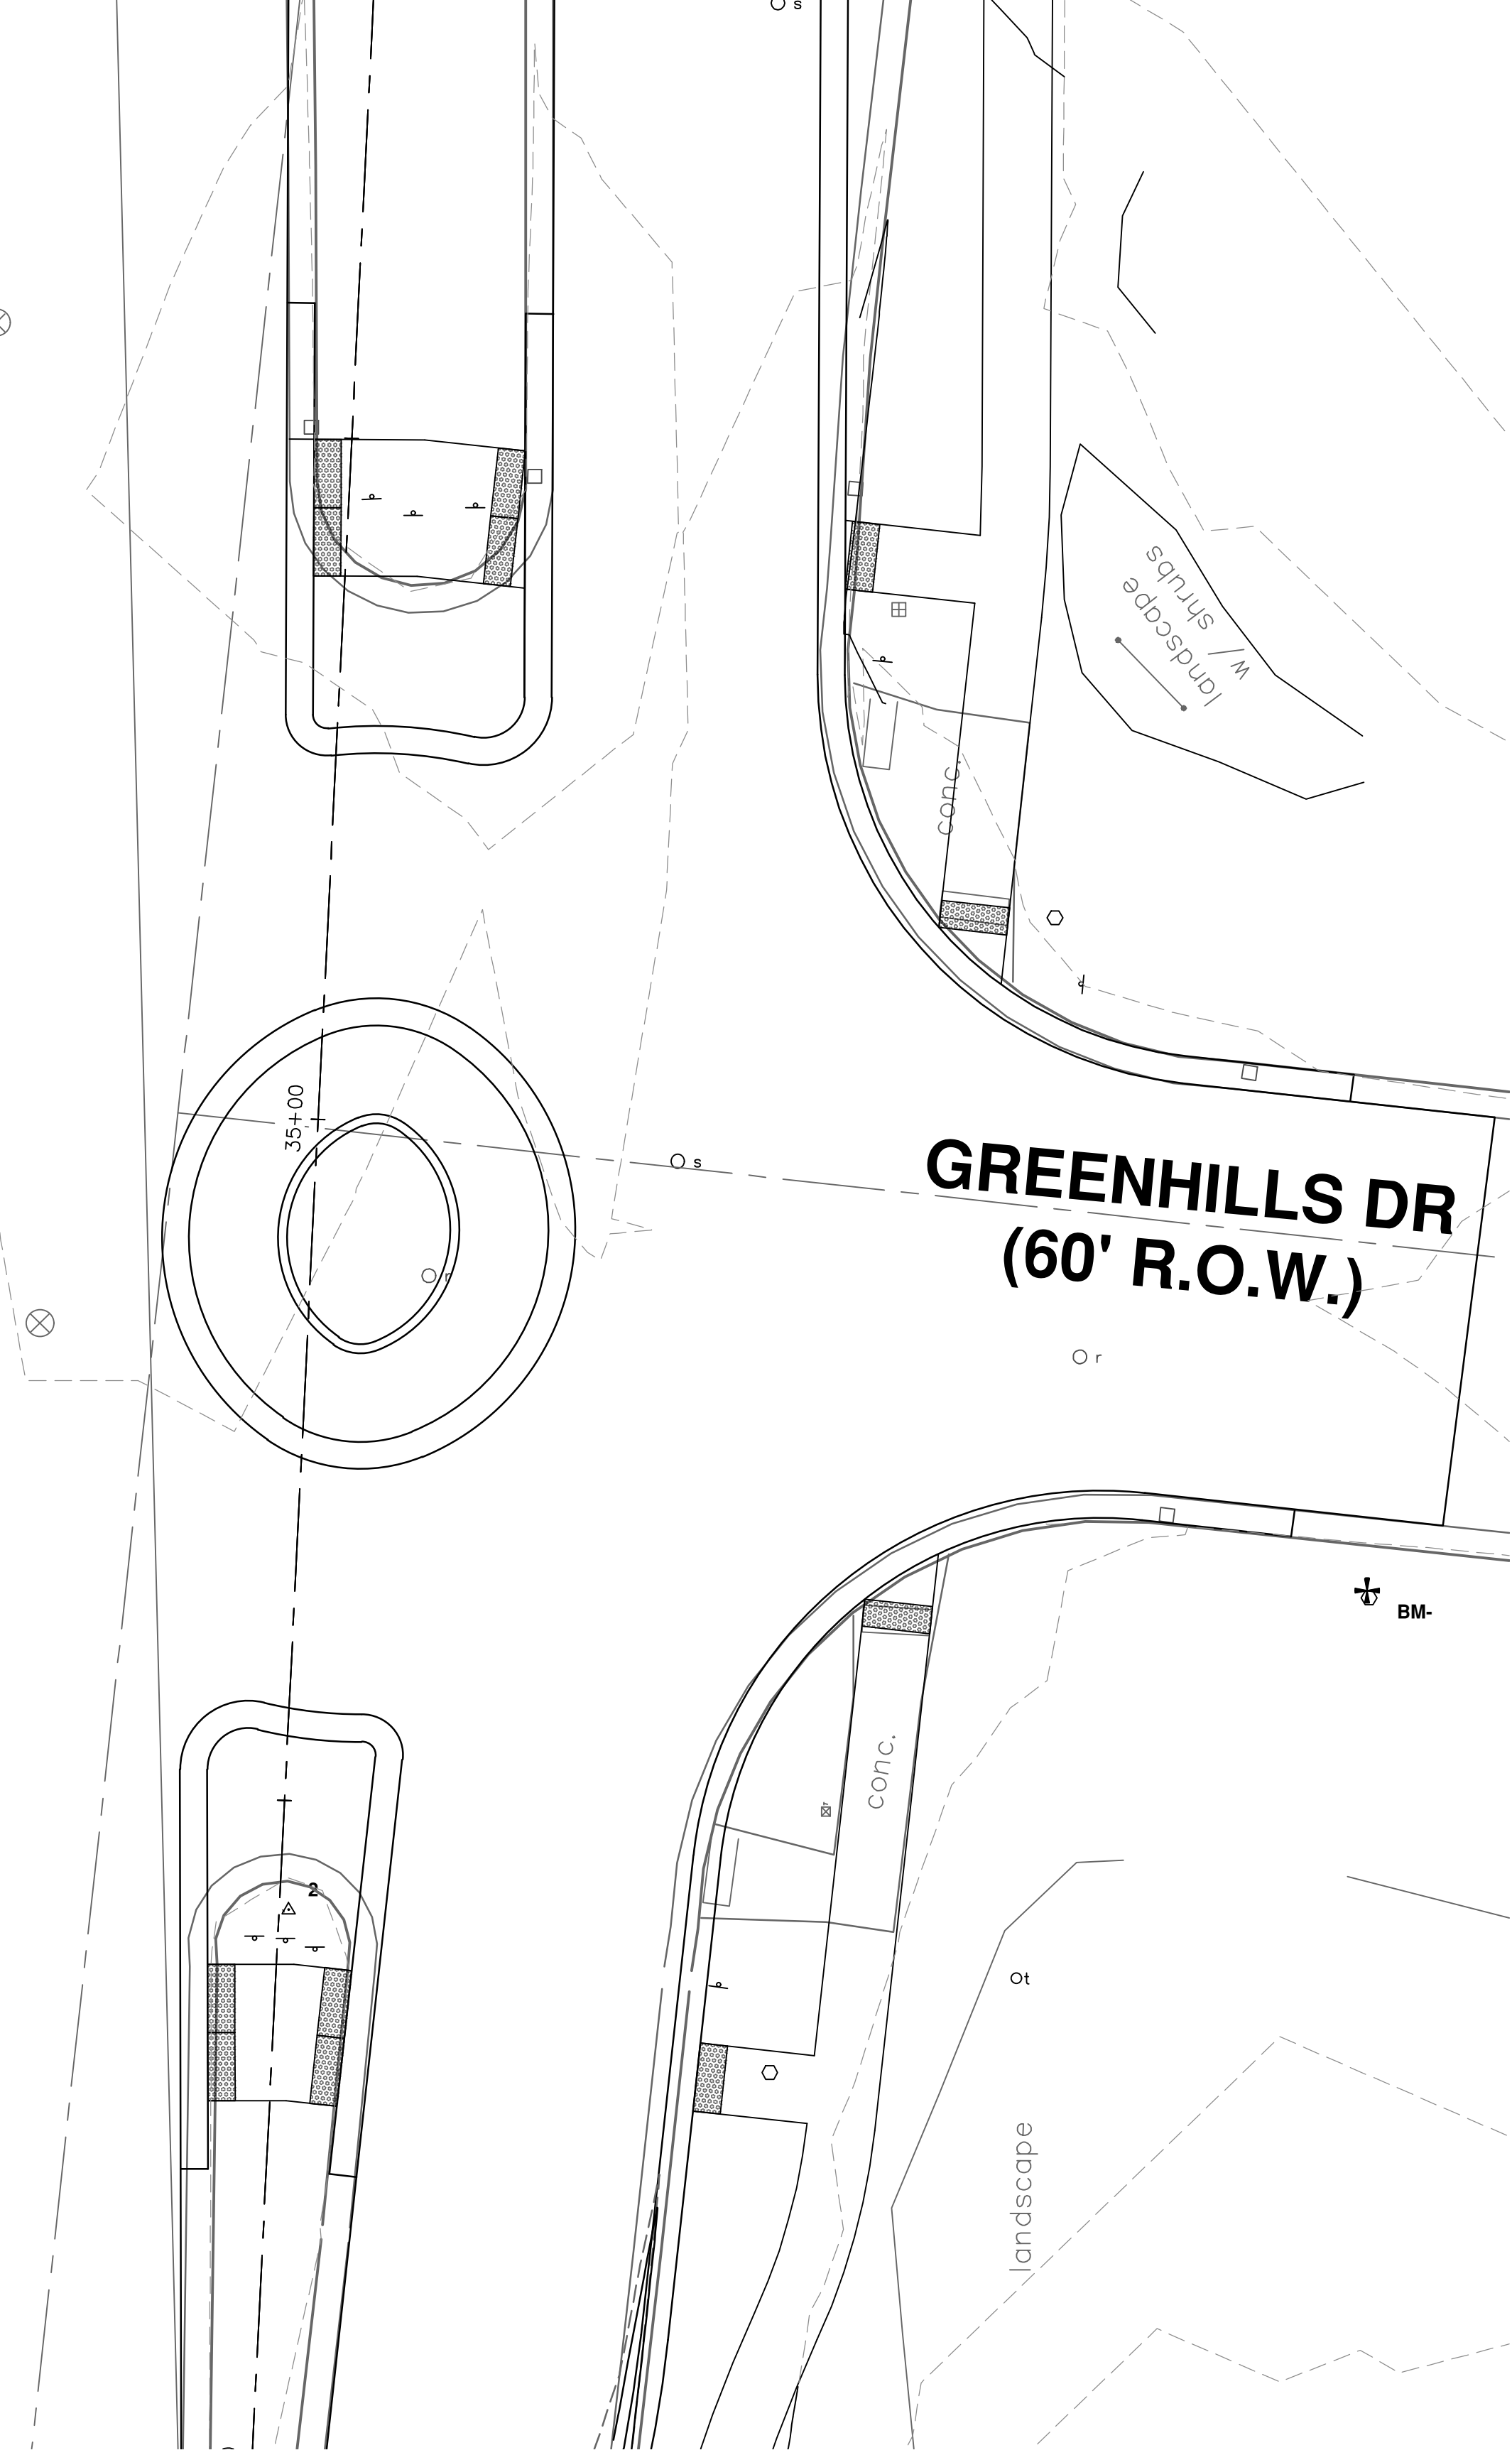 s
landscape
w/ shrubs
conc.
35+00
s
GREENHILLS DR
(60' R.O.W.)
r
r
BM-
conc.
2
t
landscape